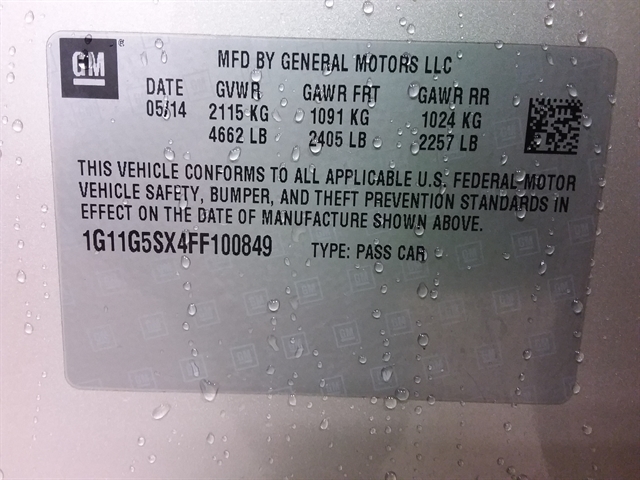 GM ®
MFD BY GENERAL MOTORS LLC
DATE GVWR GAWR FRT GAWR RR
05/14 2115 KG 1091 KG 1024 KG
4662 LB 2405 LB 2257 LB
THIS VEHICLE CONFORMS TO ALL APPLICABLE U.S. FEDERAL MOTOR
VEHICLE SAFETY, BUMPER, AND THEFT PREVENTION STANDARDS IN
EFFECT ON THE DATE OF MANUFACTURE SHOWN ABOVE.
1G11G5SX4FF100849 TYPE: PASS CAR